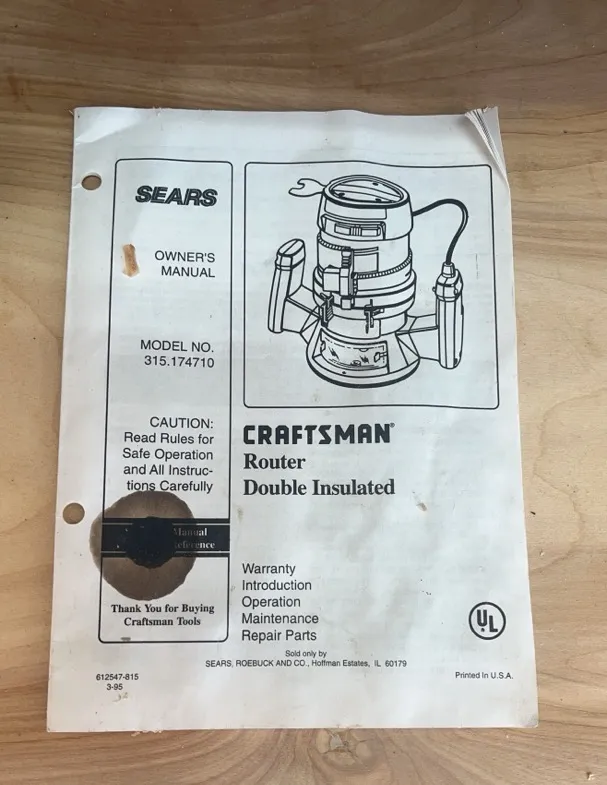 SEARS
OWNER'S
MANUAL
MODEL NO.
315.174710
CAUTION:
Read Rules for
Safe Operation
and All Instruc-
tions Carefully
Manual
Thank You for Buying
Craftsman Tools
CRAFTSMAN®
Router
Double Insulated
Warranty
Introduction
Operation
Maintenance
Repair Parts
UL
Sold only by
SEARS, ROEBUCK AND CO., Hoffman Estates, IL 60179
612547-815
3-95
Printed in U.S.A.